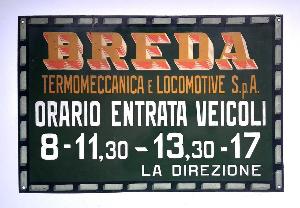 BREDA
TERMOMECCANICA E LOCOMOTIVE S.p.A.
ORARIO ENTRATA VEICOLI
8-11,30-13,30-17
LA DIREZIONE